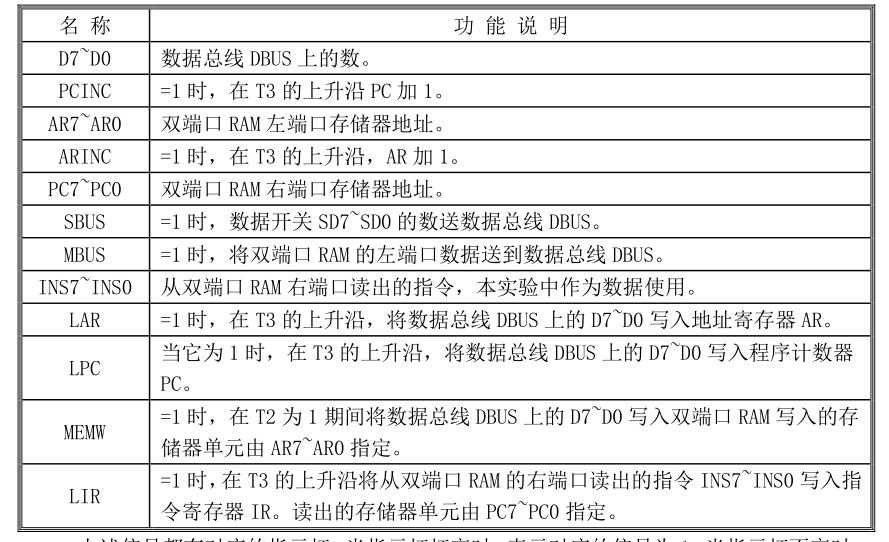 名 称 功 能 说 明
D7~D0 数据总线 DBUS 上的数。
PCINC =1 时，在 T3 的上升沿 PC 加 1。
AR7~AR0 双端口 RAM 左端口存储器地址。
ARINC =1 时，在 T3 的上升沿，AR 加 1。
PC7~PC0 双端口 RAM 右端口存储器地址。
SBUS =1 时，数据开关 SD7~SD0 的数送数据总线 DBUS。
MBUS =1 时，将双端口 RAM 的左端口数据送到数据总线 DBUS。
INS7~INS0 从双端口 RAM 右端口读出的指令，本实验中作为数据使用。
LAR =1 时，在 T3 的上升沿，将数据总线 DBUS 上的 D7~D0 写入地址寄存器 AR。
LPC 当它为 1 时，在 T3 的上升沿，将数据总线 DBUS 上的 D7~D0 写入程序计数器
PC。
MEMW =1 时，在 T2 为 1 期间将数据总线 DBUS 上的 D7~D0 写入双端口 RAM 写入的存
储器单元由 AR7~AR0 指定。
LIR =1 时,在 T3 的上升沿将从双端口 RAM 的右端口读出的指令 INS7~INS0 写入指
令寄存器 IR。读出的存储器单元由 PC7~PC0 指定。